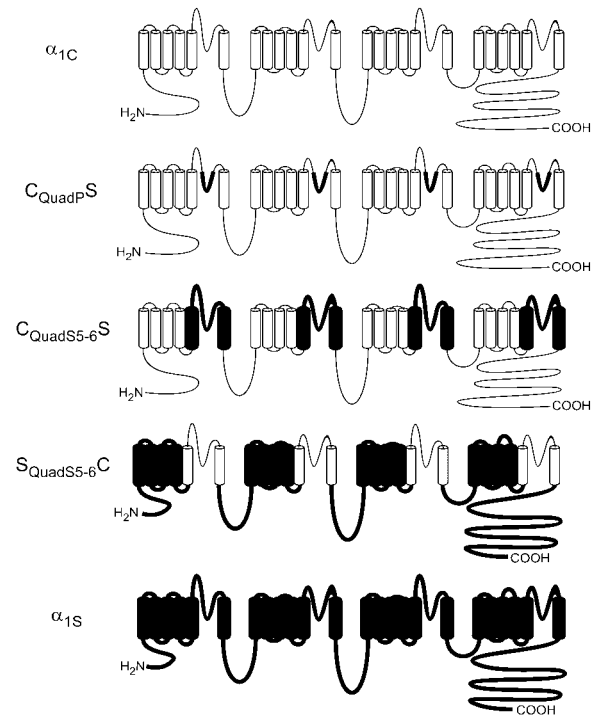 α1C
H2N
COOH
CQuadPS
H2N
COOH
CQuadS5-6S
H2N
COOH
SQuadS5-6C
H2N
COOH
α1S
H2N
COOH